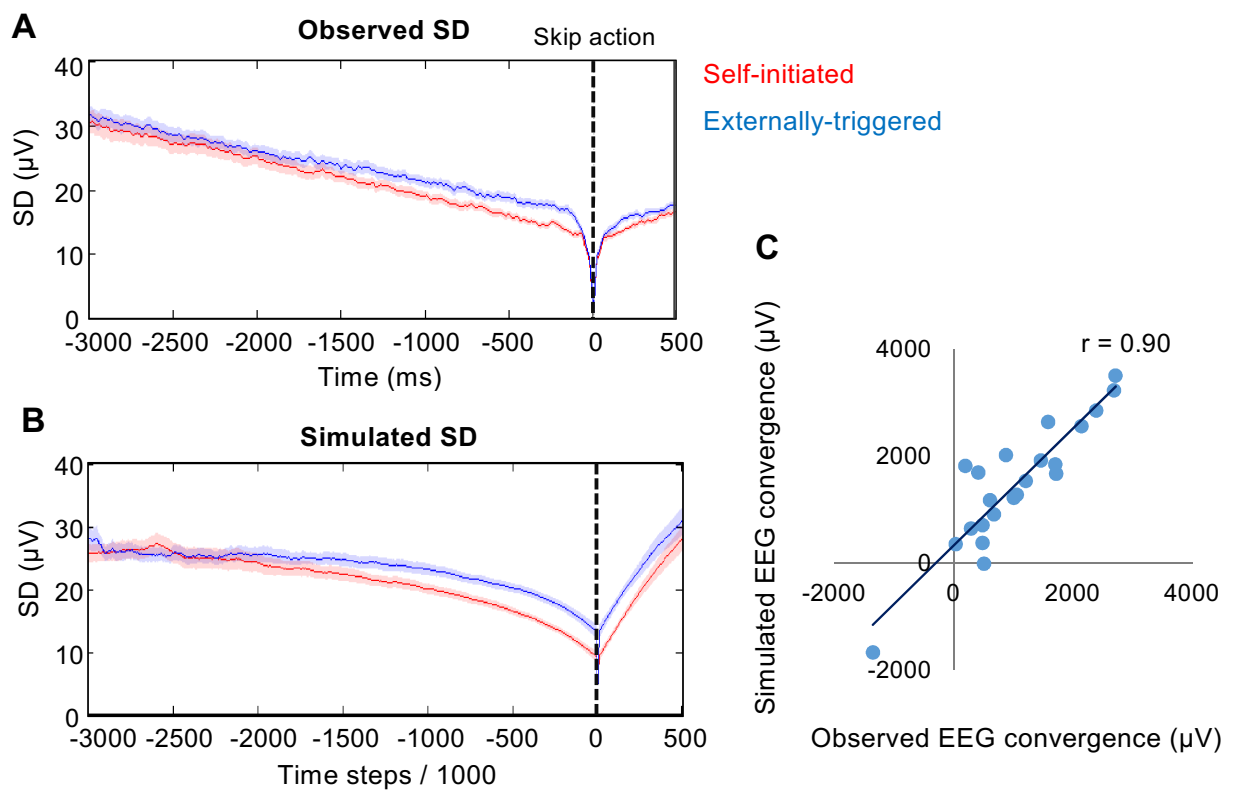 A
Observed SD
Skip action
Self-initiated
Externally-triggered
40
30
20
10
0
SD (µV)
-3000 -2500 -2000 -1500 -1000 -500 0 500
Time (ms)
B
Simulated SD
40
30
20
10
0
SD (µV)
-3000 -2500 -2000 -1500 -1000 -500 0 500
Time steps / 1000
C
r = 0.90
4000
2000
0
-2000
Simulated EEG convergence (µV)
-2000 0 2000 4000
Observed EEG convergence (µV)